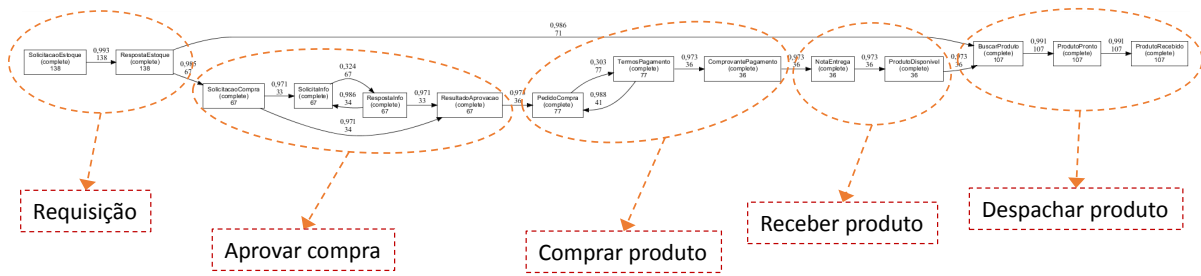 0,986
71
SolicitacaoEstoque
(complete)
138
0,993
138
RespostaEstoque
(complete)
138
0,985
67
SolicitacaoCompra
(complete)
67
0,971
33
SolicitaInfo
(complete)
67
0,324
67
0,986
34
RespostaInfo
(complete)
67
0,971
33
ResultadoAprovacao
(complete)
67
0,971
34
36
PedidoCompra
(complete)
77
0,303
77
TermosPagamento
(complete)
77
0,988
41
0,973
36
ComprovantePagamento
(complete)
36
0,973
36
NotaEntrega
(complete)
36
0,973
36
ProdutoDisponivel
(complete)
36
0,973
36
BuscarProduto
(complete)
107
0,991
107
ProdutoPronto
(complete)
107
0,991
107
ProdutoRecebido
(complete)
107
Requisição
Aprovar compra
Comprar produto
Receber produto
Despachar produto